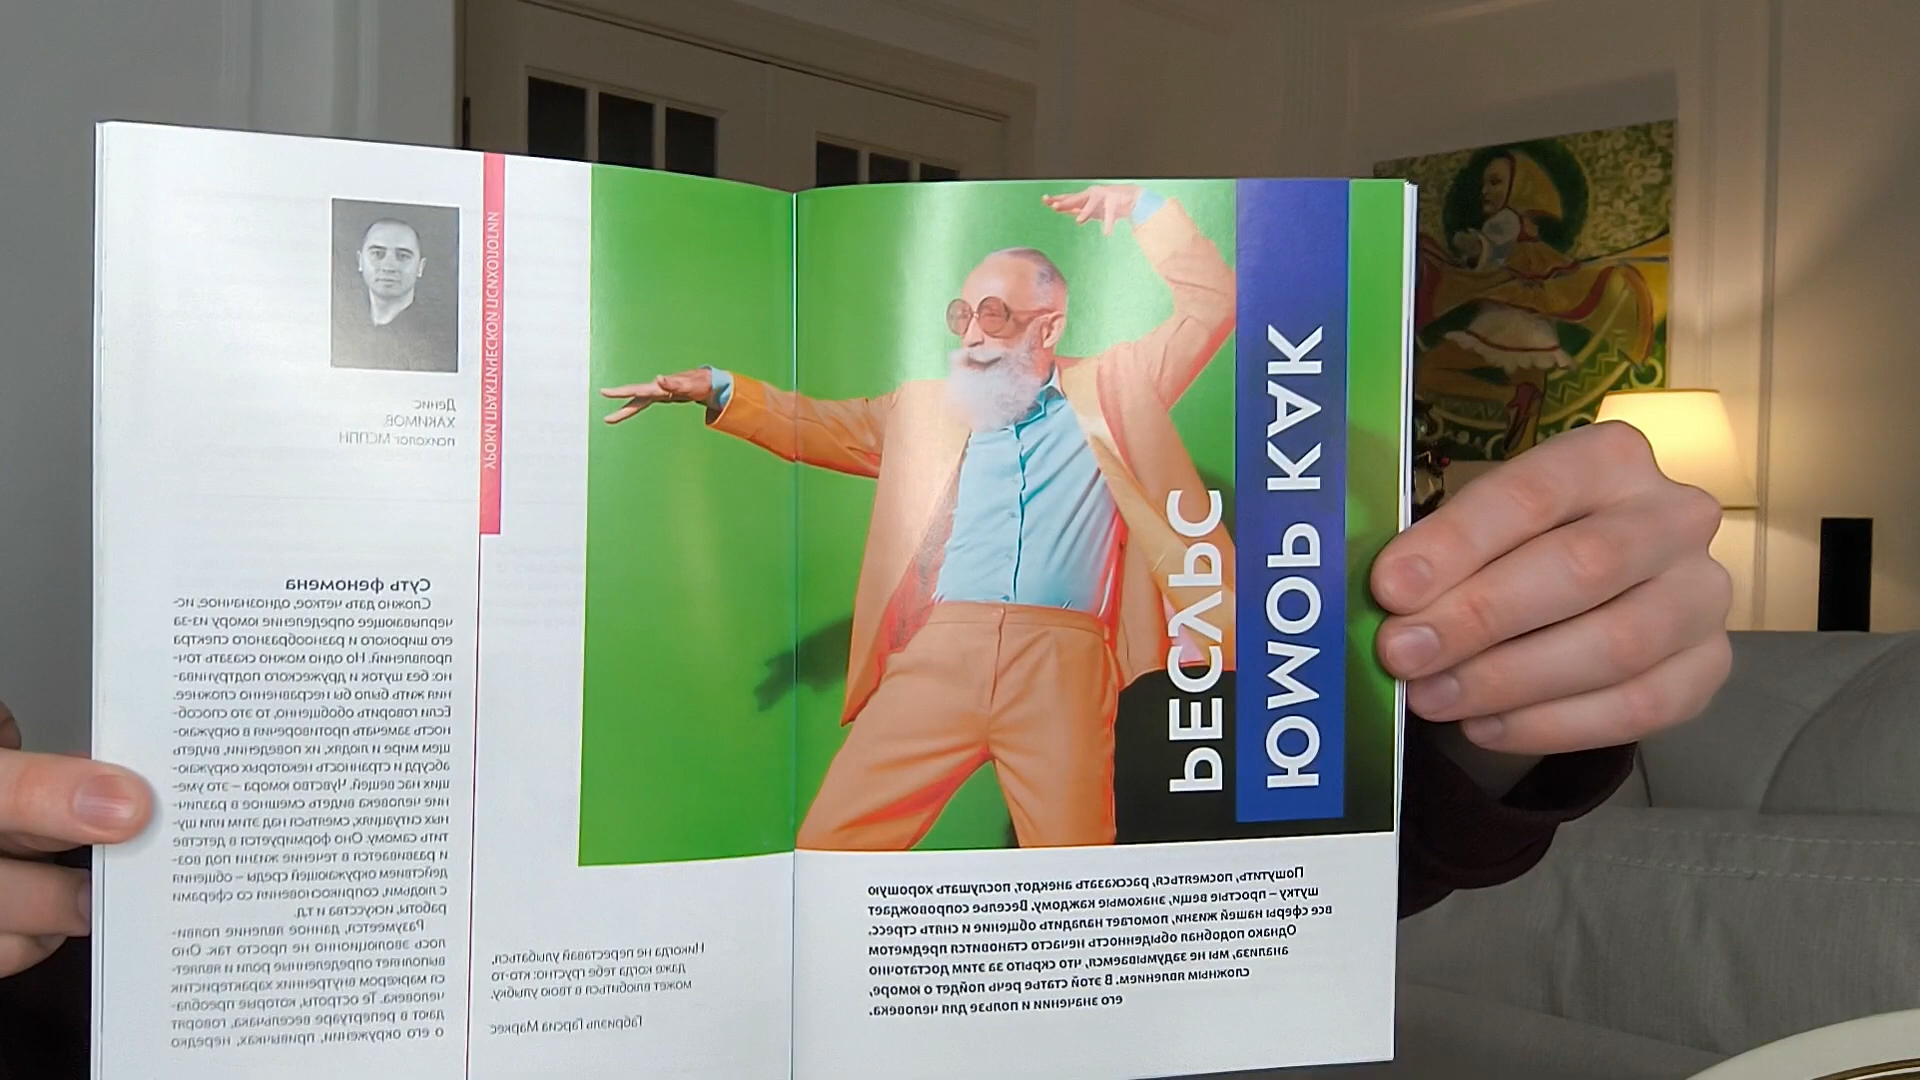 ЮМОР КАК
РЕСУРС
Пошутить, посмеяться, рассказать анекдот, послушать хорошую
шутку – простые вещи, знакомые каждому. Веселье сопровождает
все сферы нашей жизни, помогает наладить общение и снять стресс.
Однако подобная обыденность нечасто становится предметом
анализа, мы не задумываемся, что скрыто за этим достаточно
сложным явлением. В этой статье речь пойдет о юморе,
его значении и пользе для человека.
Никогда не переставай улыбаться,
даже когда тебе грустно: кто-то
может влюбиться в твою улыбку.
Габриэль Гарсиа Маркес
УРОКИ ПРАКТИЧЕСКОЙ ПСИХОЛОГИИ
Денис
ХАКИМОВ,
психолог МСППН
Суть феномена
Сложно дать четкое, однозначное, ис-
черпывающее определение юмору из-за
его широкого и разнообразного спектра
проявлений. Но одно можно сказать точ-
но: без шуток и дружеского подтрунива-
ния жить было бы несравненно сложнее.
Если говорить обобщенно, то это способ-
ность замечать противоречия в окружаю-
щем мире и людях, их поведении, видеть
абсурд и странность некоторых окружаю-
щих нас вещей. Чувство юмора – это уме-
ние человека видеть смешное в различ-
ных ситуациях, смеяться над этим или шу-
тить самому. Оно формируется в детстве
и развивается в течение жизни под воз-
действием окружающей среды – общения
с людьми, соприкосновения со сферами
работы, искусства и т.д.
Разумеется, данное явление появи-
лось эволюционно не просто так. Оно
выполняет определенные роли и являет-
ся маркером внутренних характеристик
человека. Те остроты, которые преобла-
дают в репертуаре весельчака, говорят
о его окружении, привычках, нередко